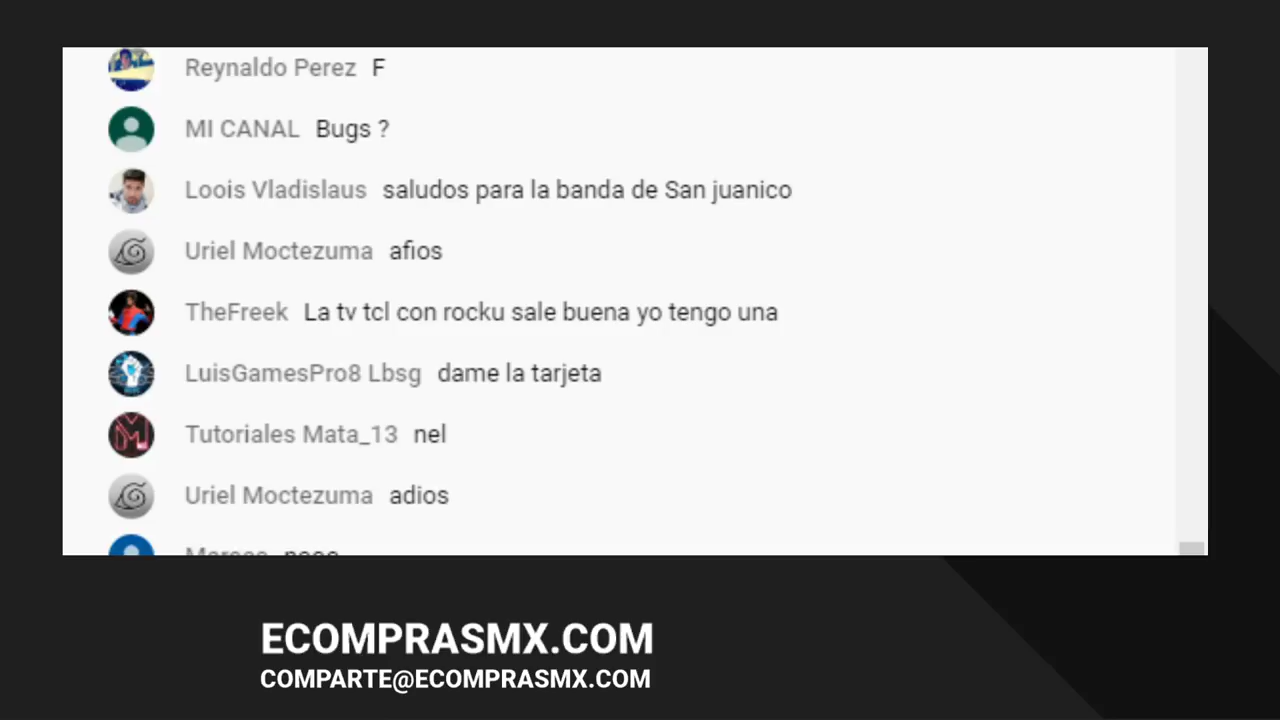 Reynaldo Perez F
MI CANAL Bugs ?
Loois Vladislaus saludos para la banda de San juanico
Uriel Moctezuma afios
TheFreek La tv tcl con rocku sale buena yo tengo una
LuisGamesPro8 Lbsg dame la tarjeta
Tutoriales Mata_13 nel
Uriel Moctezuma adios
ECOMPRASMX.COM
COMPARTE@ECOMPRASMX.COM